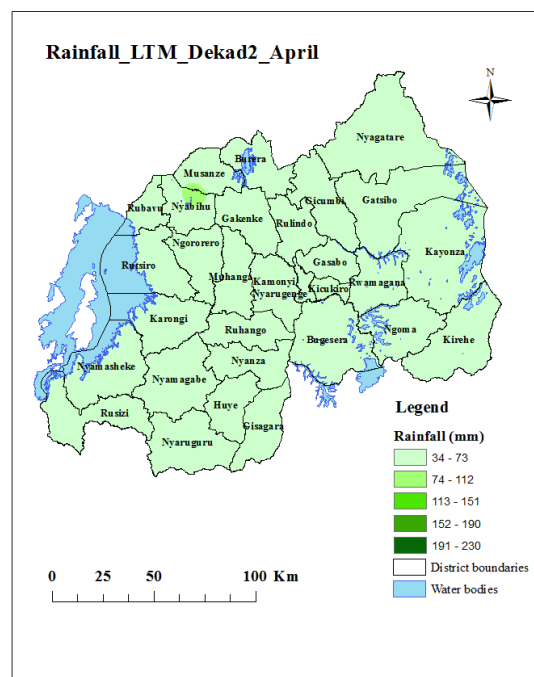 Rainfall_LTM_Dekad2_April
N
Nyagatare
Burera
Musanze
Gicumbi
Gatsibo
Rubavu
Nyabihu
Gakenke
Rulindo
Ngororero
Kayonza
Rutsiro
Gasabo
Muhanga
Kamonyi
Rwamagana
Nyarugenge
Kicukiro
Karongi
Ruhango
Bugesera
Ngoma
Kirehe
Nyanza
Nyamasheke
Nyamagabe
Huye
Rusizi
Gisagara
Nyaruguru
Legend
Rainfall (mm)
34 - 73
74 - 112
113 - 151
152 - 190
191 - 230
District boundaries
Water bodies
0 25 50 100 Km